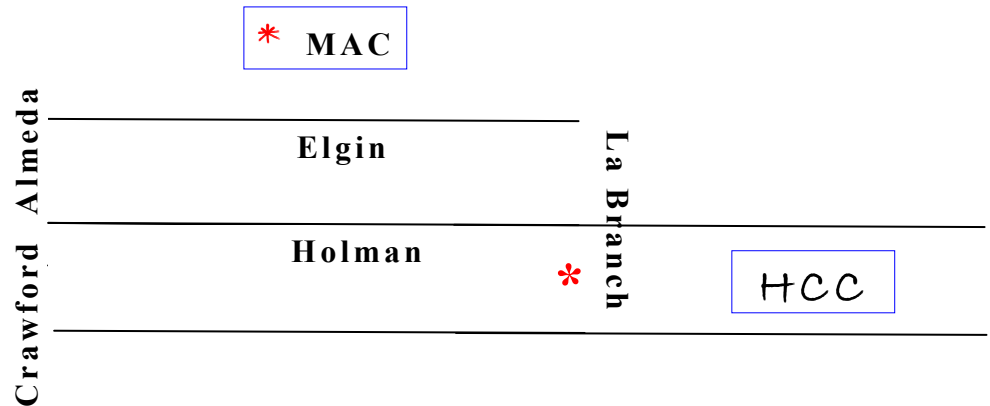 * MAC
Elgin
Holman
*
HCC
Crawford Almeda
La Branch